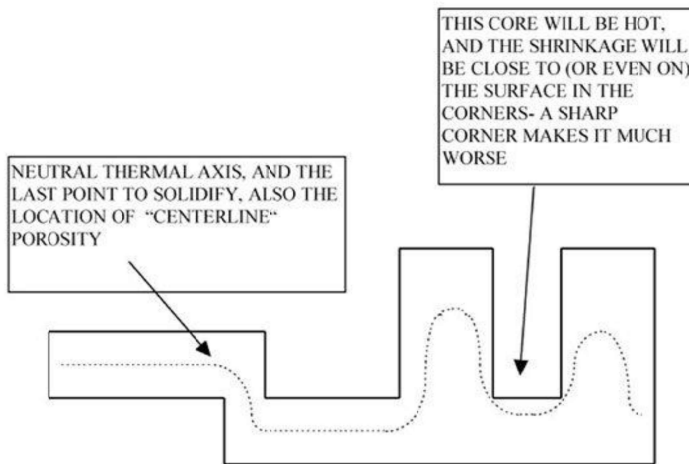 THIS CORE WILL BE HOT,
AND THE SHRINKAGE WILL
BE CLOSE TO (OR EVEN ON)
THE SURFACE IN THE
CORNERS- A SHARP
CORNER MAKES IT MUCH
WORSE
NEUTRAL THERMAL AXIS, AND THE
LAST POINT TO SOLIDIFY, ALSO THE
LOCATION OF “CENTERLINE“
POROSITY